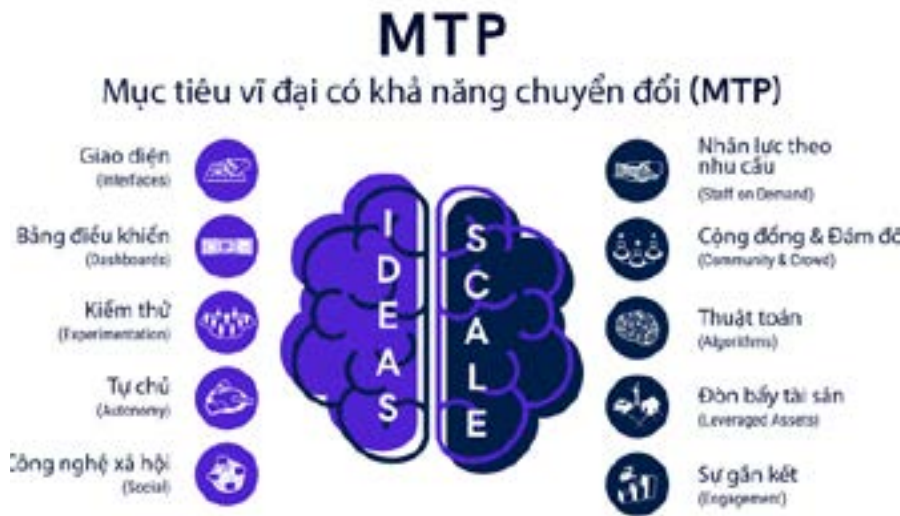 MTP
Mục tiêu vĩ đại có khả năng chuyển đổi (MTP)
Giao diện
(Interfaces)
Bảng điều khiển
(Dashboards)
Kiểm thử
(Experimentation)
Tự chủ
(Autonomy)
Công nghệ xã hội
(Social)
IDEAS
SCALE
Nhân lực theo
nhu cầu
(Staff on Demand)
Cộng đồng & Đám đô
(Community & Crowd)
Thuật toán
(Algorithms)
Đòn bẩy tài sản
(Leveraged Assets)
Sự gắn kết
(Engagement)